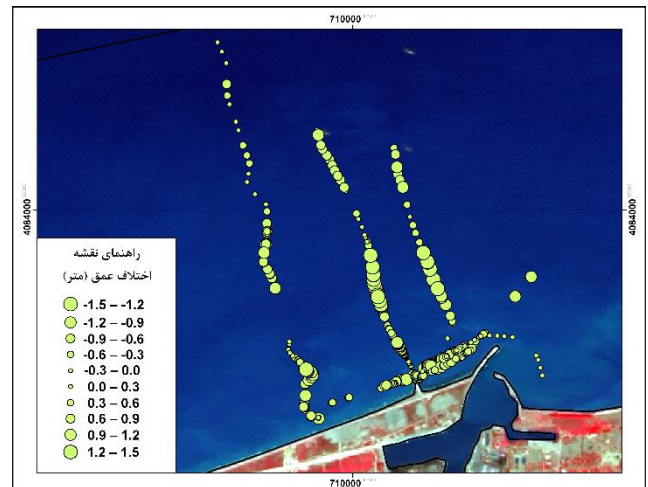 710000
4084000
4084000
راهنمای نقشه
اختلاف عمق (متر)
-1.5 – -1.2
-1.2 – -0.9
-0.9 – -0.6
-0.6 – -0.3
-0.3 – 0.0
0.0 – 0.3
0.3 – 0.6
0.6 – 0.9
0.9 – 1.2
1.2 – 1.5
710000